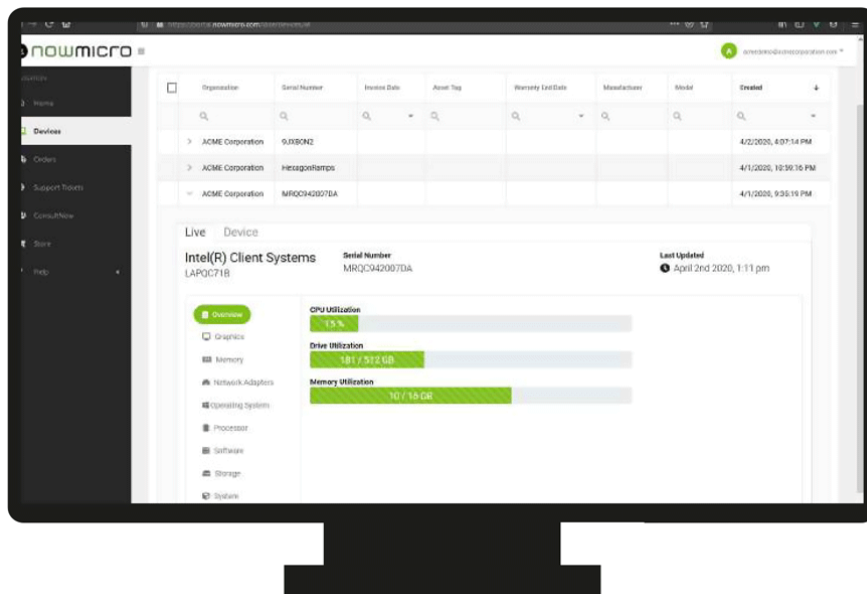 nowmicro
Organization Serial Number Invoice Date Asset Tag Warranty End Date Manufacturer Model Created
ACME Corporation 9JXBON2 4/2/2020, 4:07:14 PM
ACME Corporation HexagonRamps 4/1/2020, 10:59:16 PM
ACME Corporation MRQC942007DA 4/1/2020, 9:35:19 PM
Home
Devices
Orders
Support Tickets
ConsultNow
Store
Help
A
Live Device
Intel(R) Client Systems
LAPQC71B
Serial Number
MRQC942007DA
Last Updated
April 2nd 2020, 1:11 pm
Overview
Graphics
Memory
Network Adapters
Operating System
Processor
Software
Storage
System
CPU Utilization
15 %
Drive Utilization
181 / 512 GB
Memory Utilization
10 / 16 GB